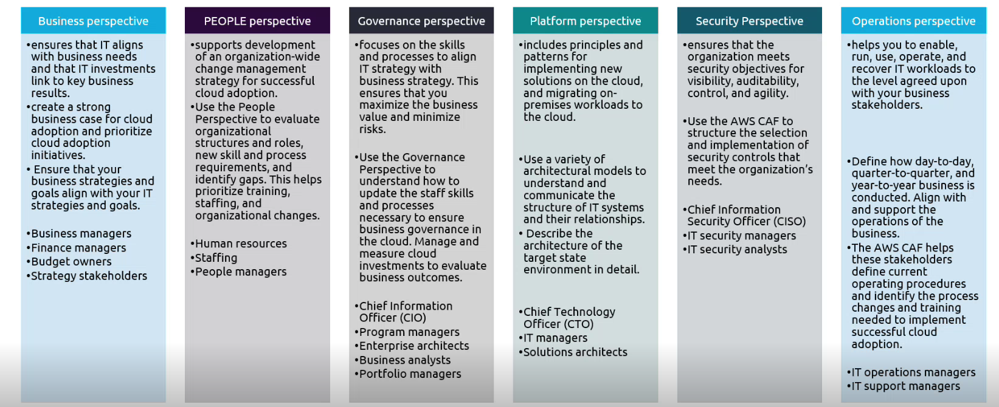 Business perspective
•ensures that IT aligns
with business needs
and that IT investments
link to key business
results.
•create a strong
business case for cloud
adoption and prioritize
cloud adoption
initiatives.
• Ensure that your
business strategies and
goals align with your IT
strategies and goals.
•Business managers
•Finance managers
•Budget owners
•Strategy stakeholders
PEOPLE perspective
•supports development
of an organization-wide
change management
strategy for successful
cloud adoption.
•Use the People
Perspective to evaluate
organizational
structures and roles,
new skill and process
requirements, and
identify gaps. This helps
prioritize training,
staffing, and
organizational changes.
•Human resources
•Staffing
•People managers
Governance perspective
•focuses on the skills
and processes to align
IT strategy with
business strategy. This
ensures that you
maximize the business
value and minimize
risks.
•Use the Governance
Perspective to
understand how to
update the staff skills
and processes
necessary to ensure
business governance in
the cloud. Manage and
measure cloud
investments to evaluate
business outcomes.
•Chief Information
Officer (CIO)
•Program managers
•Enterprise architects
•Business analysts
•Portfolio managers
Platform perspective
•includes principles and
patterns for
implementing new
solutions on the cloud,
and migrating on-
premises workloads to
the cloud.
•Use a variety of
architectural models to
understand and
communicate the
structure of IT systems
and their relationships.
• Describe the
architecture of the
target state
environment in detail.
•Chief Technology
Officer (CTO)
•IT managers
•Solutions architects
Security Perspective
•ensures that the
organization meets
security objectives for
visibility, auditability,
control, and agility.
•Use the AWS CAF to
structure the selection
and implementation of
security controls that
meet the organization’s
needs.
•Chief Information
Security Officer (CISO)
•IT security managers
•IT security analysts
Operations perspective
•helps you to enable,
run, use, operate, and
recover IT workloads to
the level agreed upon
with your business
stakeholders.
•Define how day-to-day,
quarter-to-quarter, and
year-to-year business is
conducted. Align with
and support the
operations of the
business.
•The AWS CAF helps
these stakeholders
define current
operating procedures
and identify the process
changes and training
needed to implement
successful cloud
adoption.
•IT operations managers
•IT support managers